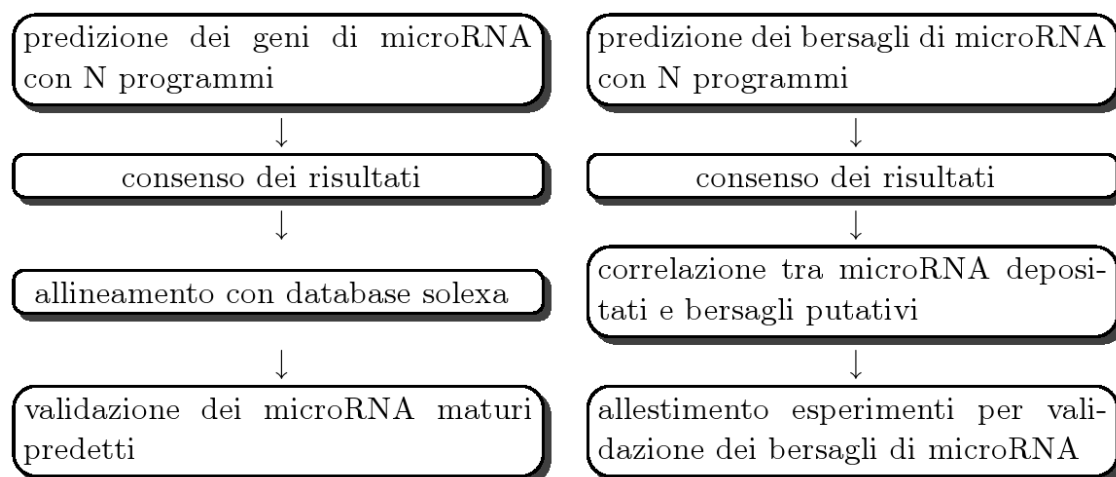 predizione dei geni di microRNA
con N programmi
↓
consenso dei risultati
↓
allineamento con database solexa
↓
validazione dei microRNA maturi
predetti
predizione dei bersagli di microRNA
con N programmi
↓
consenso dei risultati
↓
correlazione tra microRNA deposi-
tati e bersagli putativi
↓
allestimento esperimenti per vali-
dazione dei bersagli di microRNA